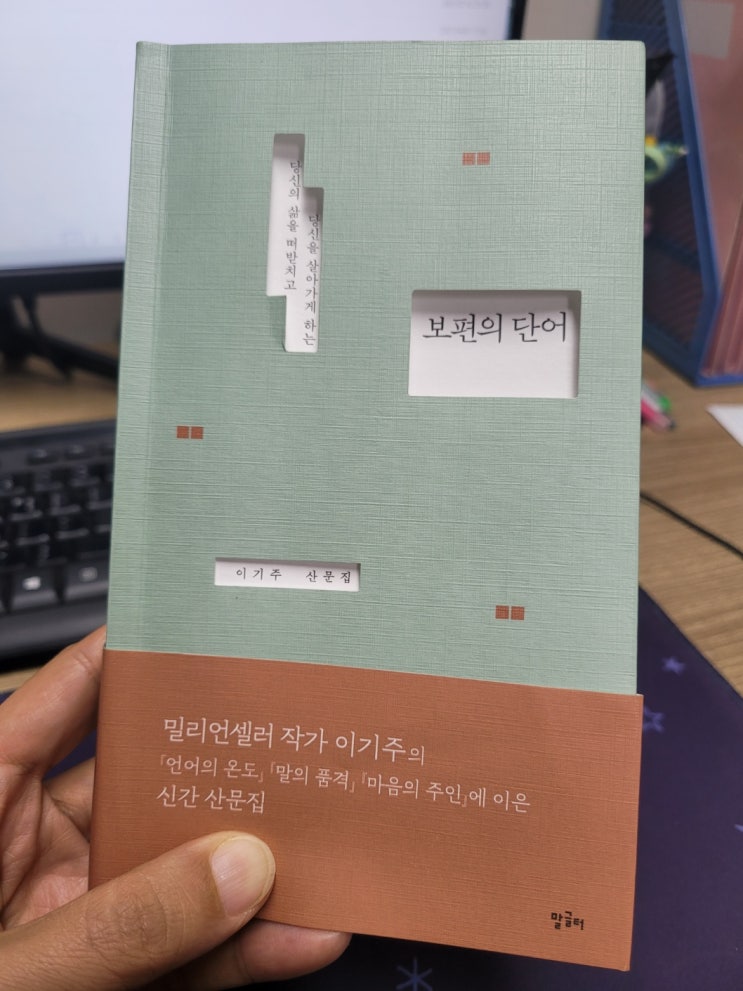 당신의 삶을 떠받치고
당신을 살아가게 하는
보편의 단어
이기주 산문집
밀리언셀러 작가 이기주의
『언어의 온도』『말의 품격』『마음의 주인』에 이은
신간 산문집
말글터